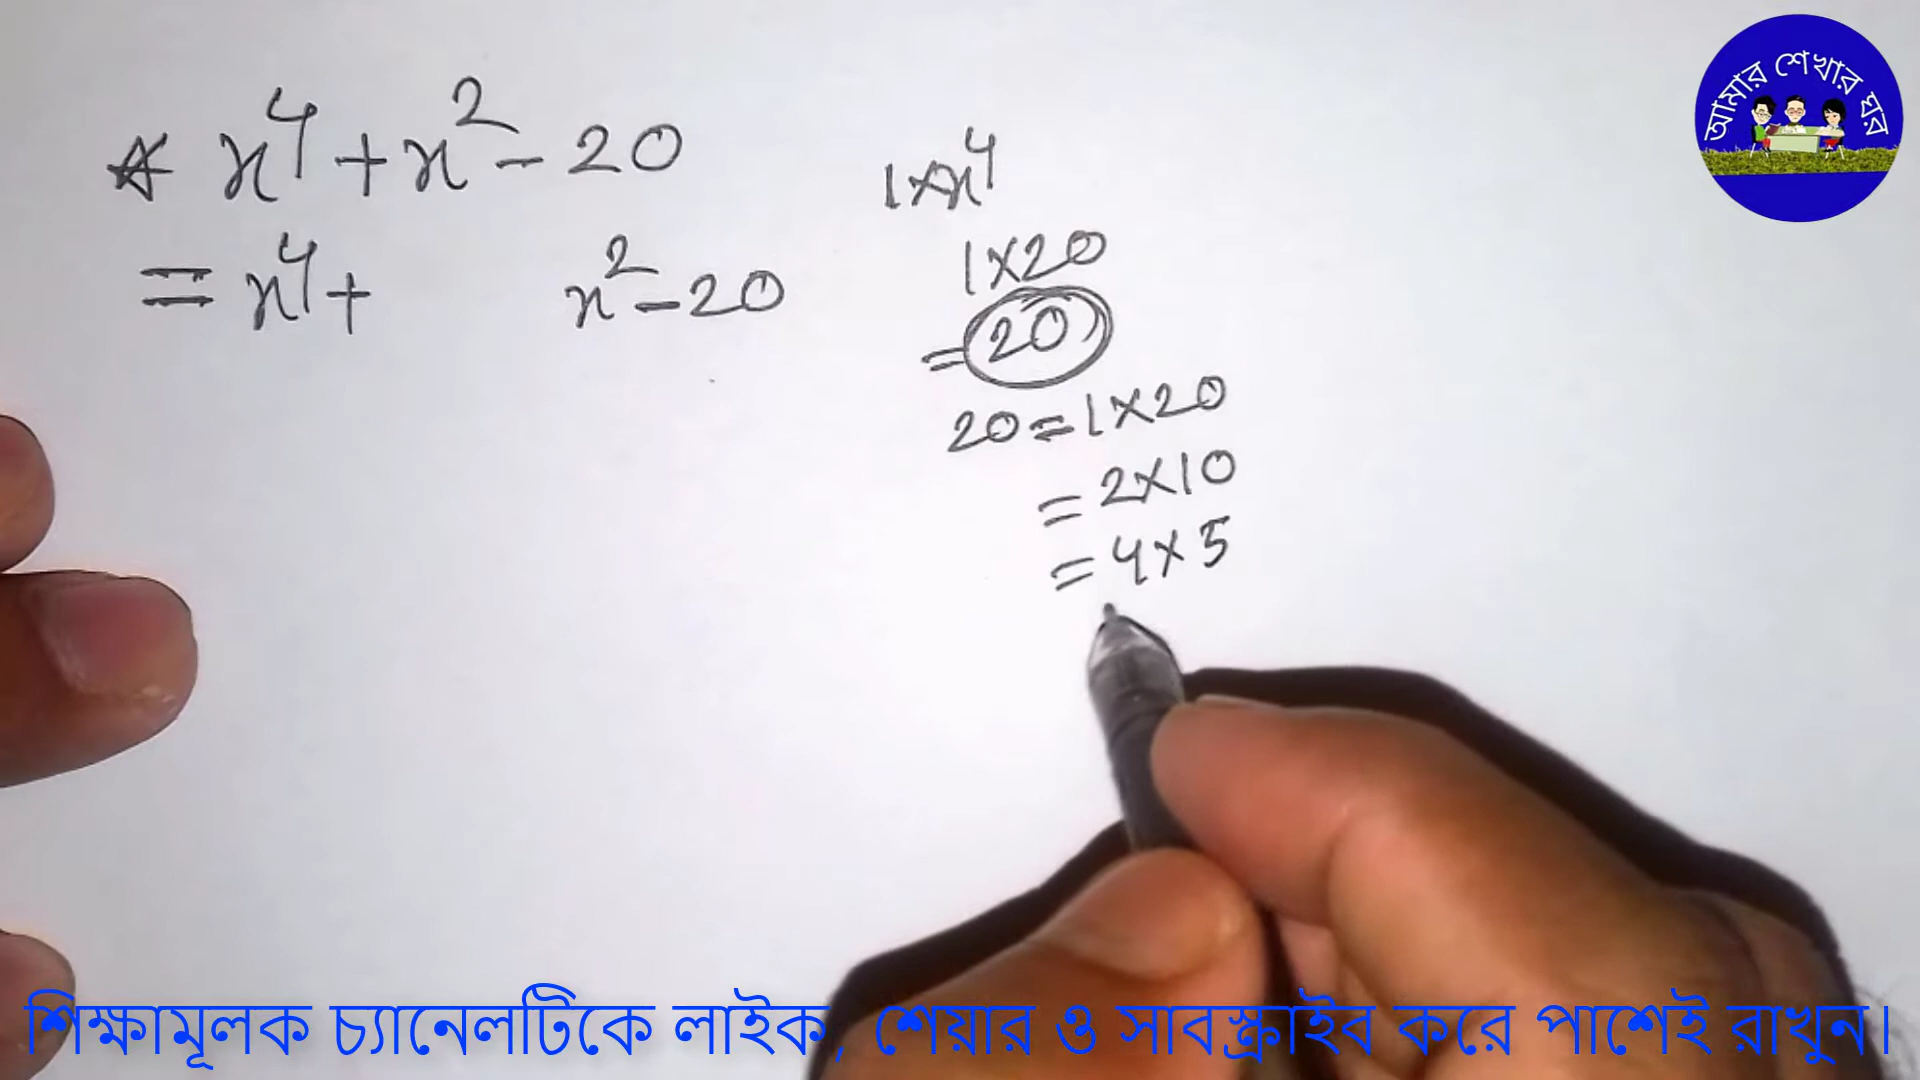 * x⁴+x²-20
=x⁴+ x²-20
1×x⁴
1×20
=20
20=1×20
=2×10
=4×5
আমার শেখার ঘর
শিক্ষামূলক চ্যানেলটিকে লাইক, শেয়ার ও সাবস্ক্রাইব করে পাশেই রাখুন।